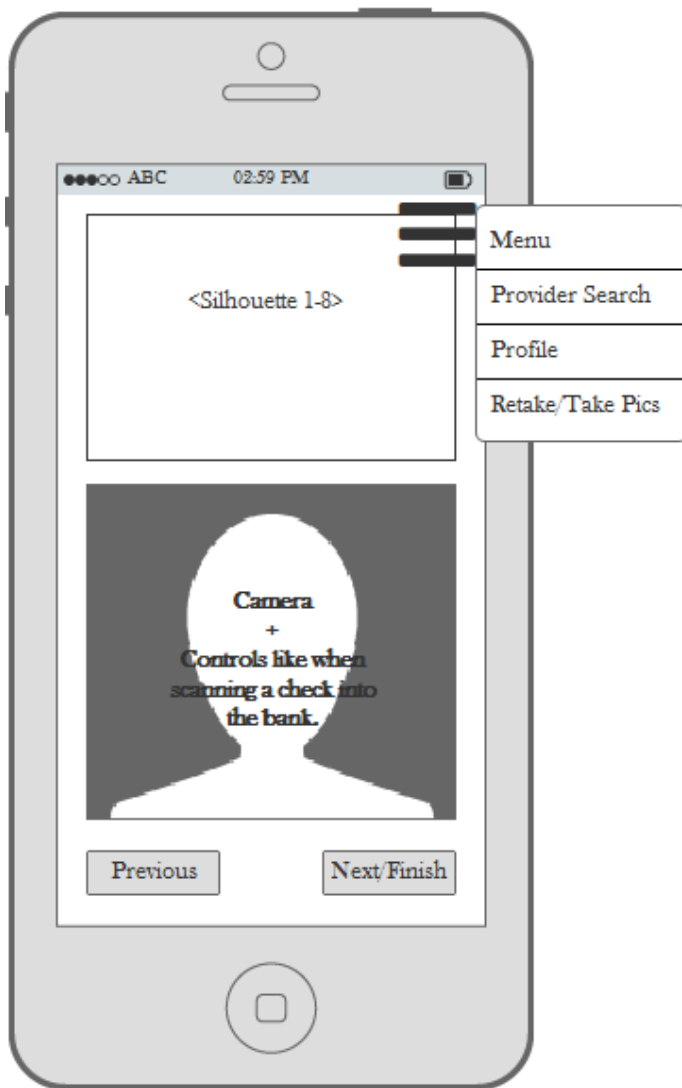 ABC 02:59 PM
<Silhouette 1-8>
Menu
Provider Search
Profile
Retake/Take Pics
Camera
+
Controls like when
scanning a check into
the bank.
Previous Next/Finish